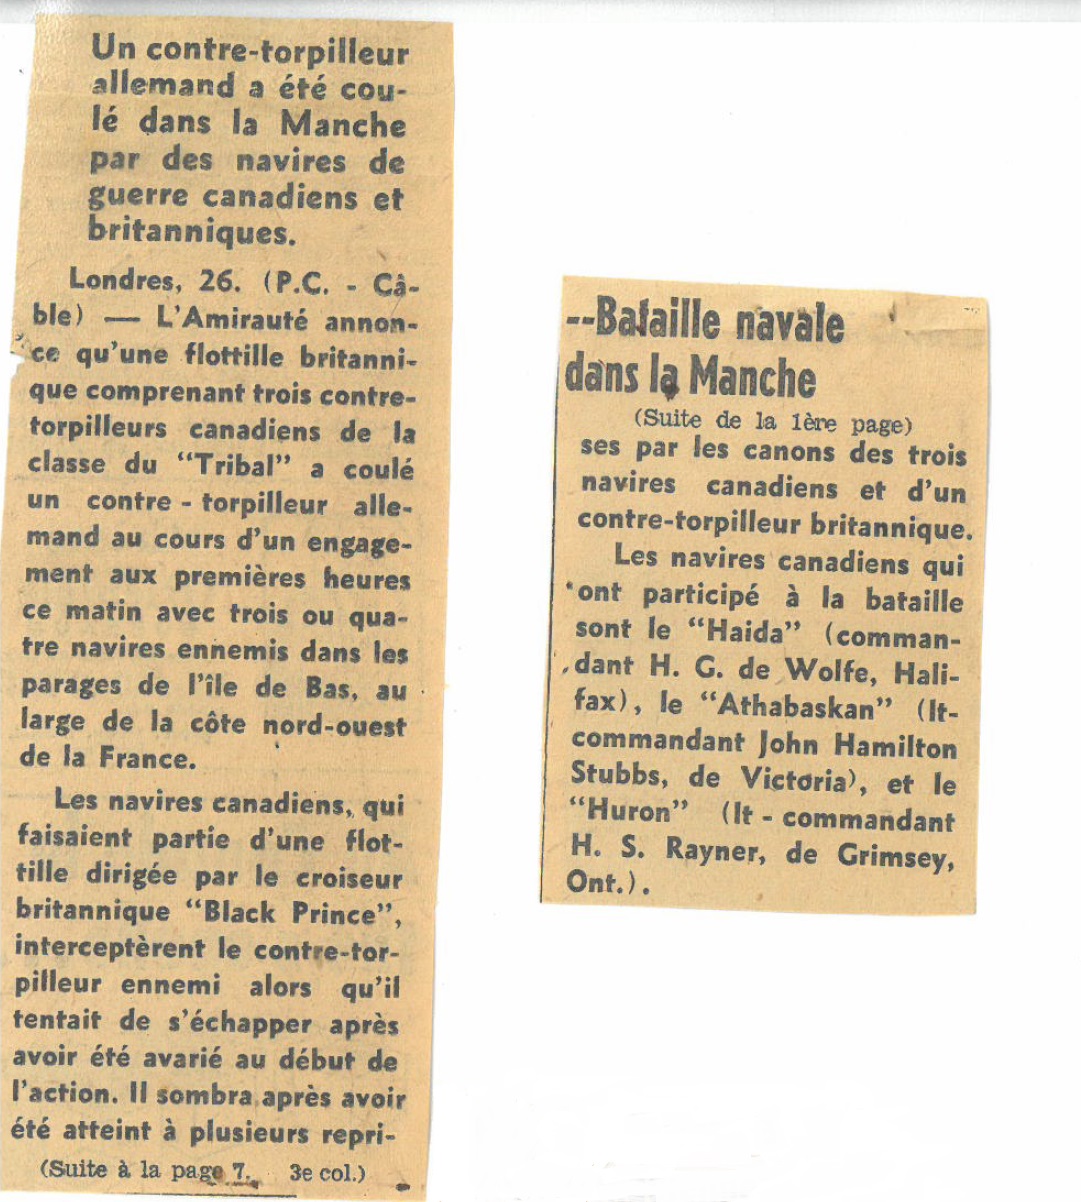 Un contre-torpilleur
allemand a été cou-
lé dans la Manche
par des navires de
guerre canadiens et
britanniques.
Londres, 26. (P.C. - Câ-
ble) — L'Amirauté annon-
ce qu'une flottille britanni-
que comprenant trois contre-
torpilleurs canadiens de la
classe du "Tribal" a coulé
un contre - torpilleur alle-
mand au cours d'un engage-
ment aux premières heures
ce matin avec trois ou qua-
tre navires ennemis dans les
parages de l'île de Bas, au
large de la côte nord-ouest
de la France.
Les navires canadiens, qui
faisaient partie d'une flot-
tille dirigée par le croiseur
britannique "Black Prince",
interceptèrent le contre-tor-
pilleur ennemi alors qu'il
tentait de s'échapper après
avoir été avarié au début de
l'action. Il sombra après avoir
été atteint à plusieurs repri-
(Suite à la page 7. 3e col.)
--Bataille navale
dans la Manche
(Suite de la 1ère page)
ses par les canons des trois
navires canadiens et d'un
contre-torpilleur britannique.
Les navires canadiens qui
ont participé à la bataille
sont le "Haida" (comman-
dant H. G. de Wolfe, Hali-
fax), le "Athabaskan" (lt-
commandant John Hamilton
Stubbs, de Victoria), et le
"Huron" (lt - commandant
H. S. Rayner, de Grimsey,
Ont.).